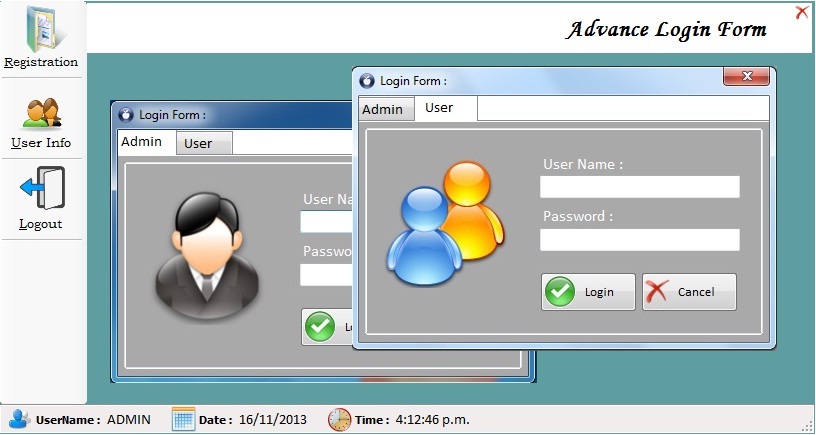 Advance Login Form
Registration
User Info
Logout
Login Form :
Admin
User
User Na
Passwo
Login Form :
Admin
User
User Name :
Password :
Login
Cancel
UserName : ADMIN
Date : 16/11/2013
Time : 4:12:46 p.m.